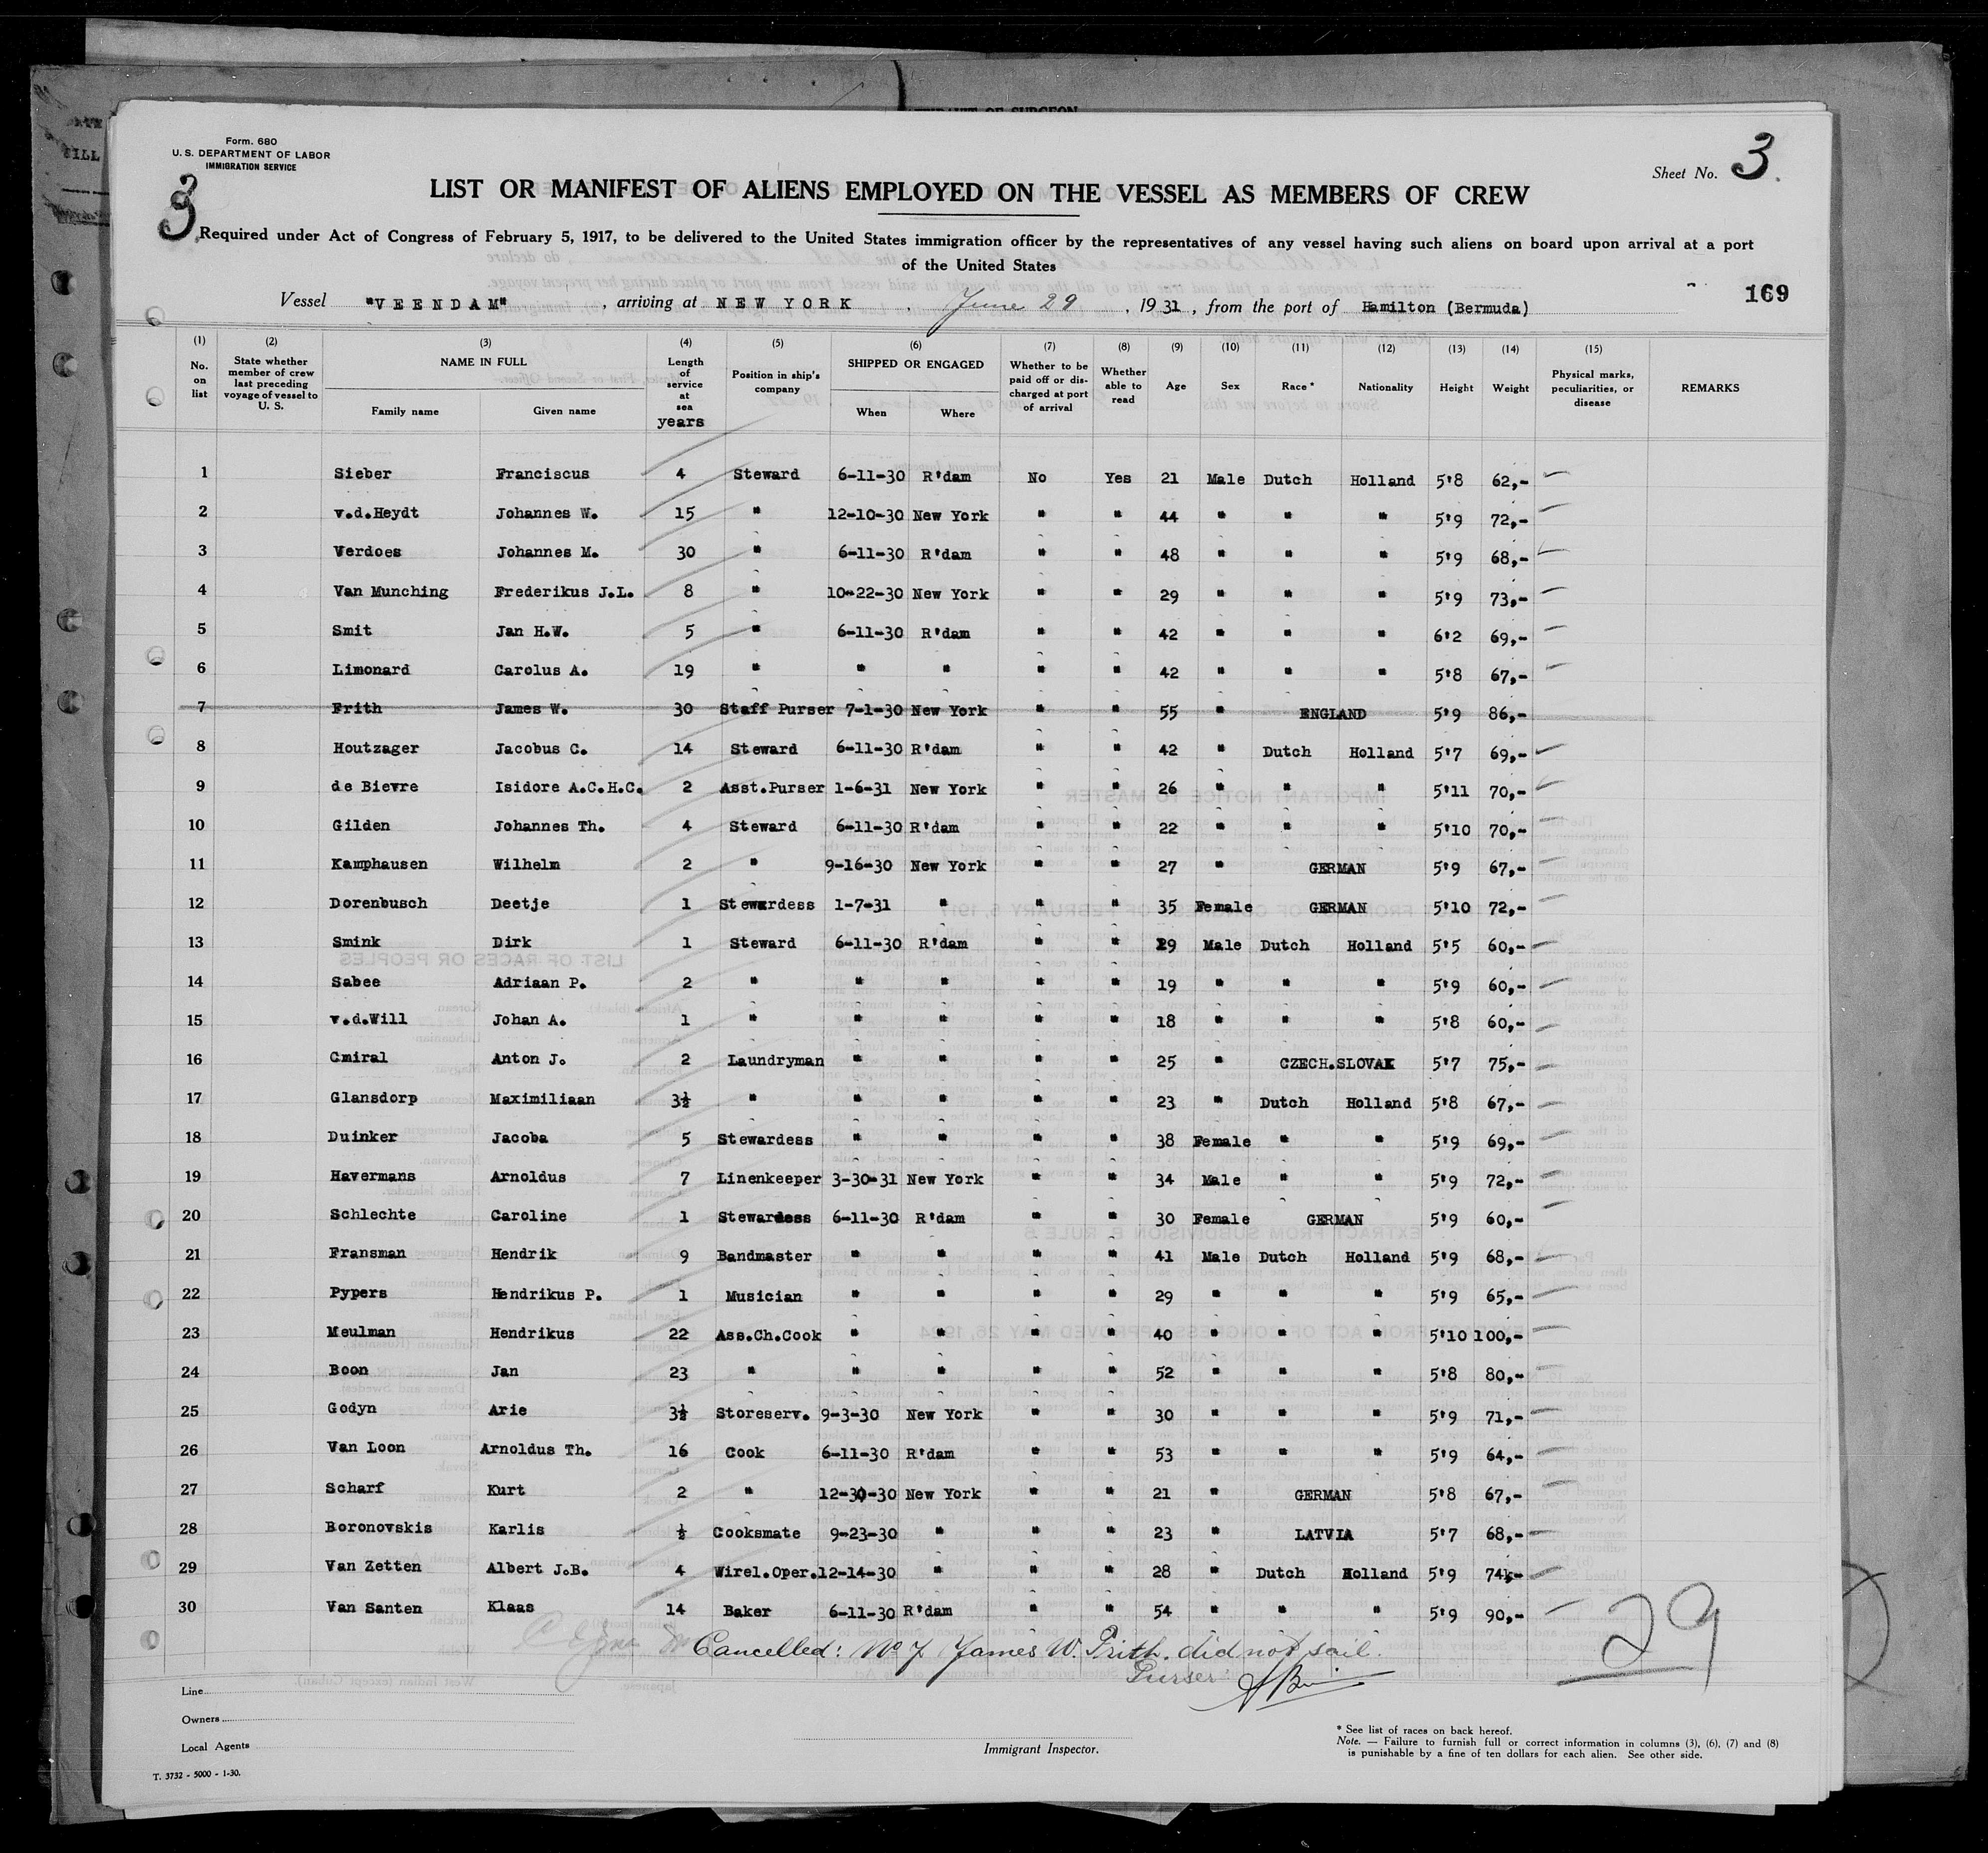 Form. 680
U. S. DEPARTMENT OF LABOR
IMMIGRATION SERVICE
3
Sheet No. 3.
LIST OR MANIFEST OF ALIENS EMPLOYED ON THE VESSEL AS MEMBERS OF CREW
Required under Act of Congress of February 5, 1917, to be delivered to the United States immigration officer by the representatives of any vessel having such aliens on board upon arrival at a port
of the United States
Vessel "VEENDAM", arriving at NEW YORK, June 29, 1931, from the port of Hamilton (Bermuda)
169
(1) (2) (3) (4) (5) (6) (7) (8) (9) (10) (11) (12) (13) (14) (15)
No. on list | State whether member of crew last preceding voyage of vessel to U. S. | NAME IN FULL Family name Given name | Length of service at sea years | Position in ship's company | SHIPPED OR ENGAGED When Where | Whether to be paid off or discharged at port of arrival | Whether able to read | Age | Sex | Race * | Nationality | Height | Weight | Physical marks, peculiarities, or disease | REMARKS
1 Sieber Franciscus 4 Steward 6-11-30 R'dam No Yes 21 Male Dutch Holland 5'8 62,-
2 v.d.Heydt Johannes W. 15 " 12-10-30 New York " " 44 " " " 5'9 72,-
3 Verdoes Johannes M. 30 " 6-11-30 R'dam " " 48 " " " 5'9 68,-
4 Van Munching Frederikus J.L. 8 " 10-22-30 New York " " 29 " " " 5'9 73,-
5 Smit Jan H.W. 5 " 6-11-30 R'dam " " 42 " " " 6'2 69,-
6 Limonard Carolus A. 19 " " " " " 42 " " " 5'8 67,-
7 Frith James W. 30 Staff Purser 7-1-30 New York " " 55 " ENGLAND 5'9 86,-
8 Houtzager Jacobus C. 14 Steward 6-11-30 R'dam " " 42 " Dutch Holland 5'7 69,-
9 de Bievre Isidore A.C.H.C. 2 Asst.Purser 1-6-31 New York " " 26 " " " 5'11 70,-
10 Gilden Johannes Th. 4 Steward 6-11-30 R'dam " " 22 " " " 5'10 70,-
11 Kamphausen Wilhelm 2 " 9-16-30 New York " " 27 " GERMAN 5'9 67,-
12 Dorenbusch Deetje 1 Stewardess 1-7-31 " " " 35 Female GERMAN 5'10 72,-
13 Smink Dirk 1 Steward 6-11-30 R'dam " " 29 Male Dutch Holland 5'5 60,-
14 Sabee Adriaan P. 2 " " " " " 19 " " " 5'9 60,-
15 v.d.Will Johan A. 1 " " " " " 18 " " " 5'8 60,-
16 Cmiral Anton J. 2 Laundryman " " " " 25 " CZECH.SLOVAK 5'7 75,-
17 Glansdorp Maximiliaan 3½ " " " " " 23 " Dutch Holland 5'8 67,-
18 Duinker Jacoba 5 Stewardess " " " " 38 Female " " 5'9 69,-
19 Havermans Arnoldus 7 Linenkeeper 3-30-31 New York " " 34 Male " " 5'9 72,-
20 Schlechte Caroline 1 Stewardess 6-11-30 R'dam " " 30 Female GERMAN 5'9 60,-
21 Fransman Hendrik 9 Bandmaster " " " " 41 Male Dutch Holland 5'9 68,-
22 Pypers Hendrikus P. 1 Musician " " " " 29 " " " 5'9 65,-
23 Meulman Hendrikus 22 Ass.Ch.Cook " " " " 40 " " " 5'10 100,-
24 Boon Jan 23 " " " " " 52 " " " 5'8 80,-
25 Godyn Arie 3½ Storeserv. 9-3-30 New York " " 30 " " " 5'9 71,-
26 Van Loon Arnoldus Th. 16 Cook 6-11-30 R'dam " " 53 " " " 5'9 64,-
27 Scharf Kurt 2 " 12-30-30 New York " " 21 " GERMAN 5'8 67,-
28 Boronovskis Karlis ½ Cooksmate 9-23-30 " " " 23 " LATVIA 5'7 68,-
29 Van Zetten Albert J.B. 4 Wirel.Oper. 12-14-30 " " " 28 " Dutch Holland 5'9 74,-
30 Van Santen Klaas 14 Baker 6-11-30 R'dam " " 54 " " " 5'9 90,-
29
Cancelled: No 7 James W. Frith. did not sail.
Purser
Line
Owners
Local Agents
Immigrant Inspector.
* See list of races on back hereof.
Note. — Failure to furnish full or correct information in columns (3), (6), (7) and (8)
is punishable by a fine of ten dollars for each alien. See other side.
T. 3732 - 5000 - 1-30.